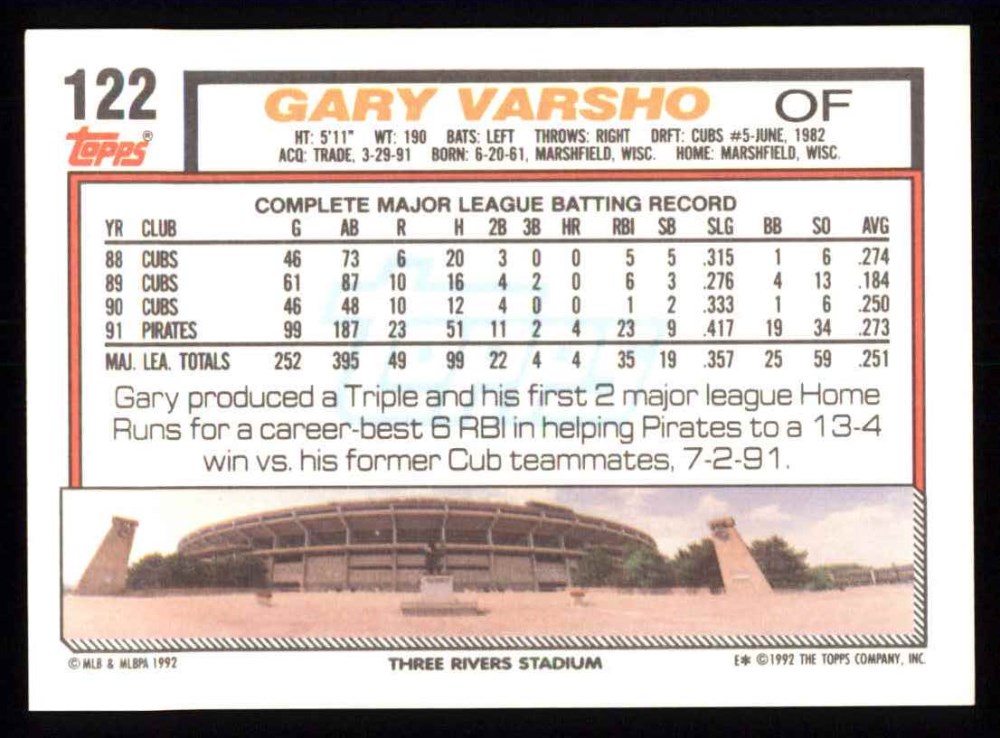 122
GARY VARSHO OF
Topps®
HT: 5'11" WT: 190 BATS: LEFT THROWS: RIGHT DRFT: CUBS #5-JUNE, 1982
ACQ: TRADE, 3-29-91 BORN: 6-20-61, MARSHFIELD, WISC. HOME: MARSHFIELD, WISC.
COMPLETE MAJOR LEAGUE BATTING RECORD
YR CLUB G AB R H 2B 3B HR RBI SB SLG BB SO AVG
88 CUBS 46 73 6 20 3 0 0 5 5 .315 1 6 .274
89 CUBS 61 87 10 16 4 2 0 6 3 .276 4 13 .184
90 CUBS 46 48 10 12 4 0 0 1 2 .333 1 6 .250
91 PIRATES 99 187 23 51 11 2 4 23 9 .417 19 34 .273
MAJ. LEA. TOTALS 252 395 49 99 22 4 4 35 19 .357 25 59 .251
Gary produced a Triple and his first 2 major league Home
Runs for a career-best 6 RBI in helping Pirates to a 13-4
win vs. his former Cub teammates, 7-2-91.
© MLB & MLBPA 1992 THREE RIVERS STADIUM E* © 1992 THE TOPPS COMPANY, INC.